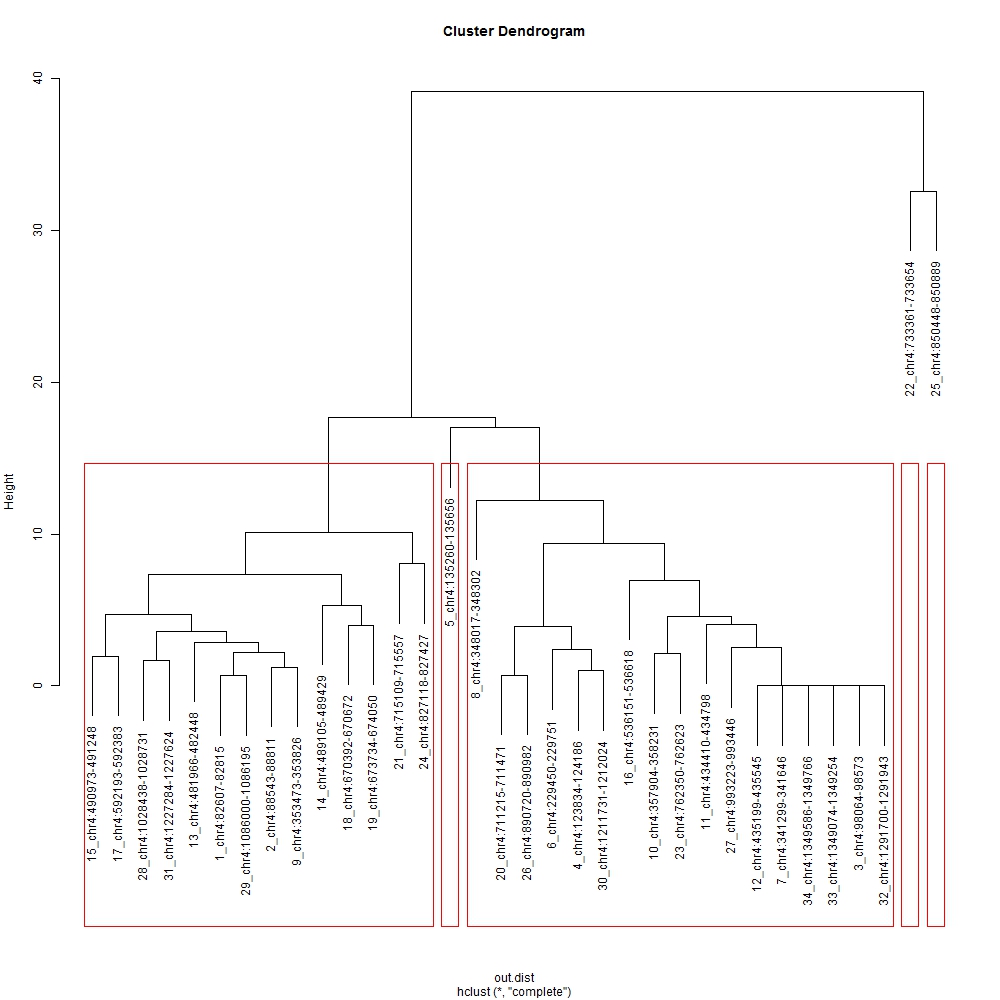 Cluster Dendrogram
Height
40
30
20
10
0
15_chr4:490973-491248
17_chr4:592193-592383
28_chr4:1028438-1028731
31_chr4:1227284-1227624
13_chr4:481966-482448
1_chr4:82607-82815
29_chr4:1086000-1086195
2_chr4:88543-88811
9_chr4:353473-353826
14_chr4:489105-489429
18_chr4:670392-670672
19_chr4:673734-674050
21_chr4:715109-715557
24_chr4:827118-827427
5_chr4:135260-135656
8_chr4:348017-348302
20_chr4:711215-711471
26_chr4:890720-890982
6_chr4:229450-229751
4_chr4:123834-124186
30_chr4:1211731-1212024
16_chr4:536151-536618
10_chr4:357904-358231
23_chr4:762350-762623
11_chr4:434410-434798
27_chr4:993223-993446
12_chr4:435199-435545
7_chr4:341299-341646
34_chr4:1349586-1349766
33_chr4:1349074-1349254
3_chr4:98064-98573
32_chr4:1291700-1291943
22_chr4:733361-733654
25_chr4:850448-850889
out.dist
hclust (*, "complete")